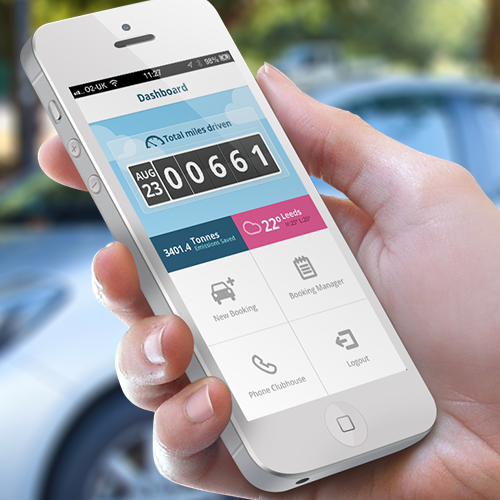 O2-UK 11:27 98%
Dashboard
Total miles driven
AUG
23
00661
3401.4 Tonnes
Emissions Saved
22° Leeds
New Booking
Booking Manager
Phone Clubhouse
Logout